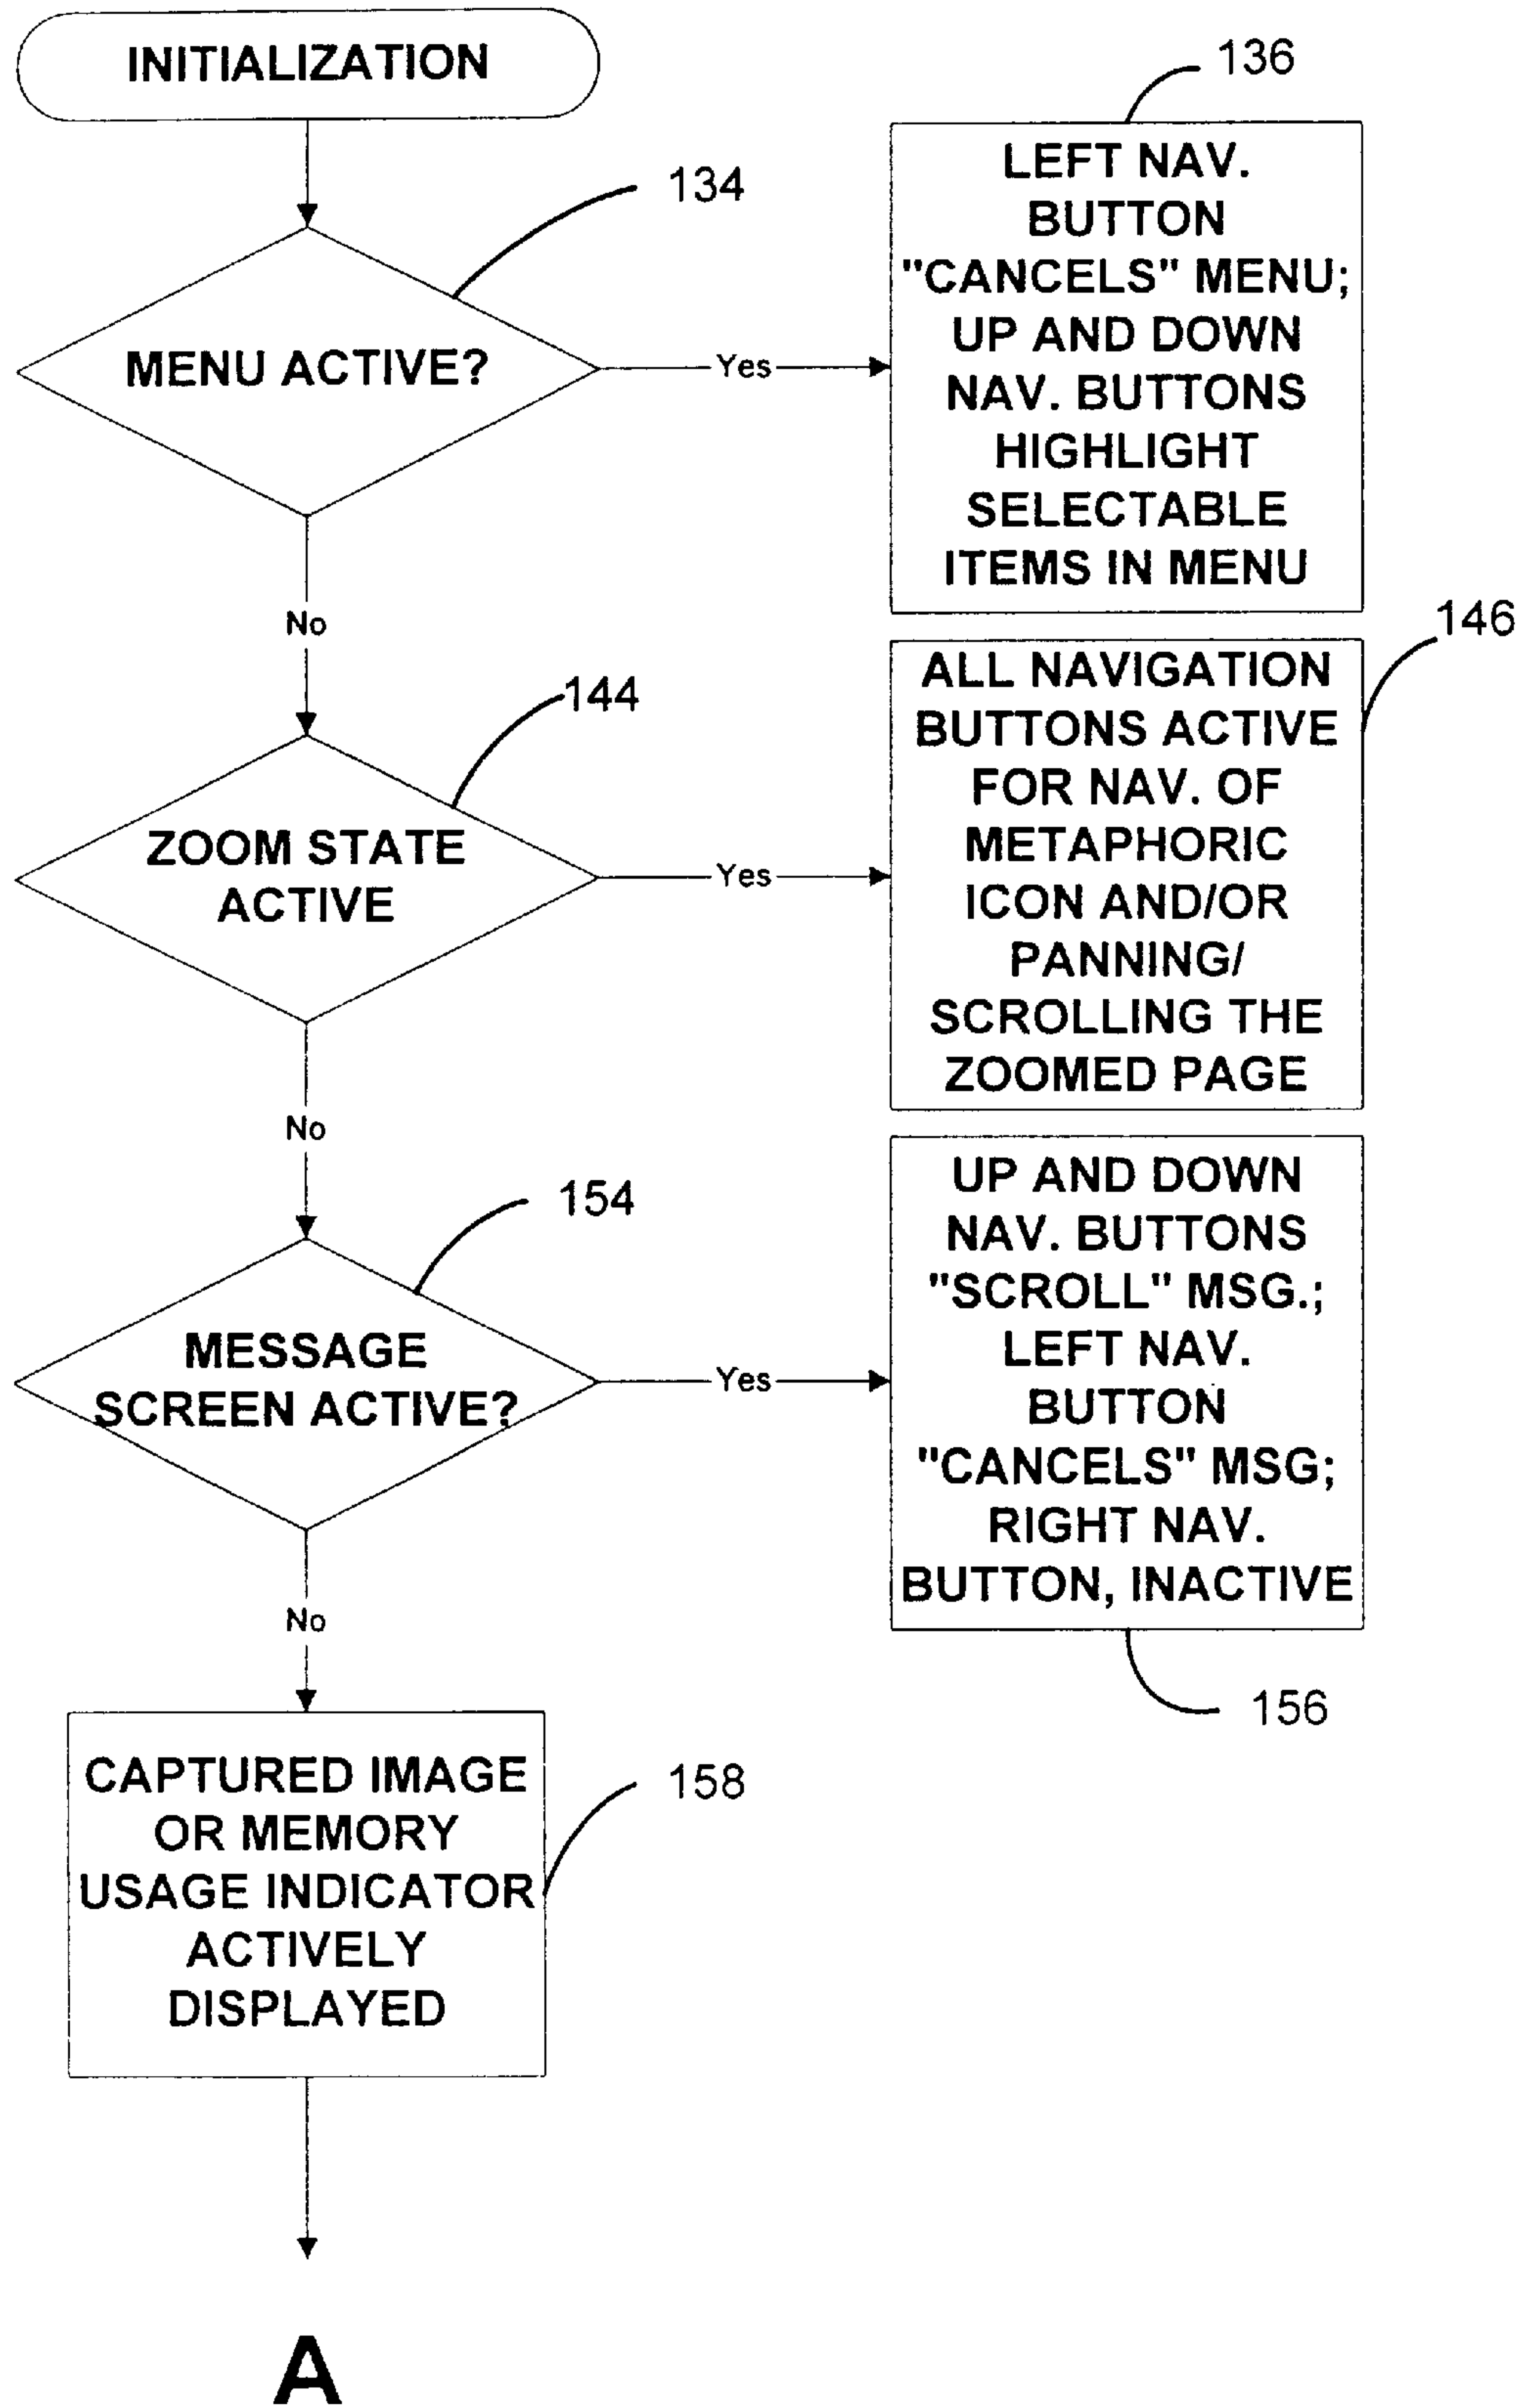 INITIALIZATION
134
MENU ACTIVE?
Yes
136
LEFT NAV.
BUTTON
"CANCELS" MENU;
UP AND DOWN
NAV. BUTTONS
HIGHLIGHT
SELECTABLE
ITEMS IN MENU
No
144
ZOOM STATE
ACTIVE
Yes
146
ALL NAVIGATION
BUTTONS ACTIVE
FOR NAV. OF
METAPHORIC
ICON AND/OR
PANNING/
SCROLLING THE
ZOOMED PAGE
No
154
MESSAGE
SCREEN ACTIVE?
Yes
UP AND DOWN
NAV. BUTTONS
"SCROLL" MSG.;
LEFT NAV.
BUTTON
"CANCELS" MSG;
RIGHT NAV.
BUTTON, INACTIVE
156
No
158
CAPTURED IMAGE
OR MEMORY
USAGE INDICATOR
ACTIVELY
DISPLAYED
A